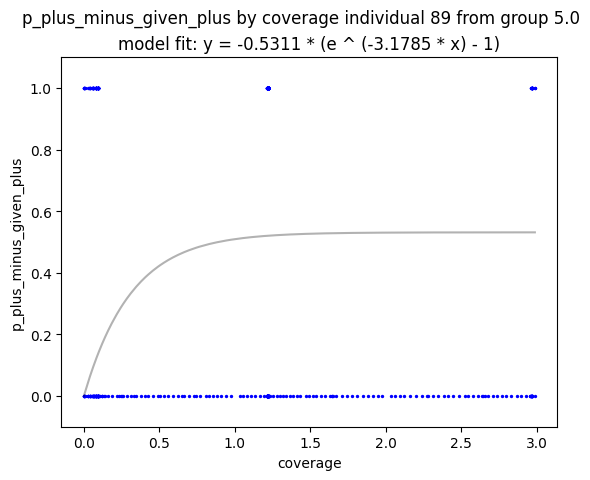 p_plus_minus_given_plus by coverage individual 89 from group 5.0
model fit: y = -0.5311 * (e ^ (-3.1785 * x) - 1)
1.0
0.8
0.6
0.4
0.2
0.0
p_plus_minus_given_plus
0.0 0.5 1.0 1.5 2.0 2.5 3.0
coverage